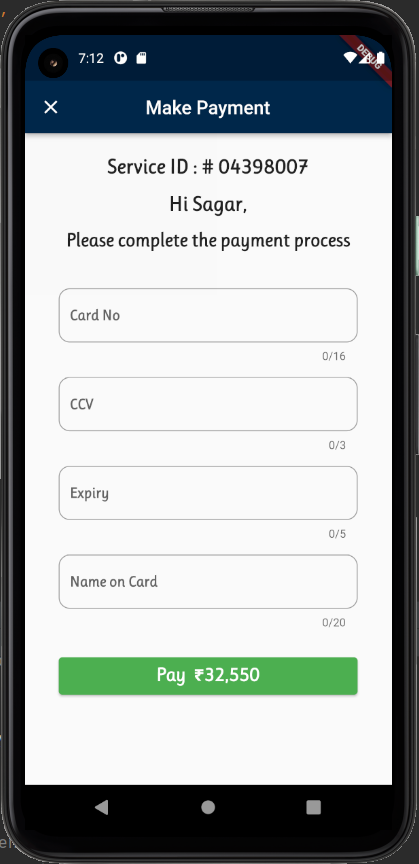 7:12
DEBUG
Make Payment
Service ID : # 04398007
Hi Sagar,
Please complete the payment process
Card No
0/16
CCV
0/3
Expiry
0/5
Name on Card
0/20
Pay ₹32,550